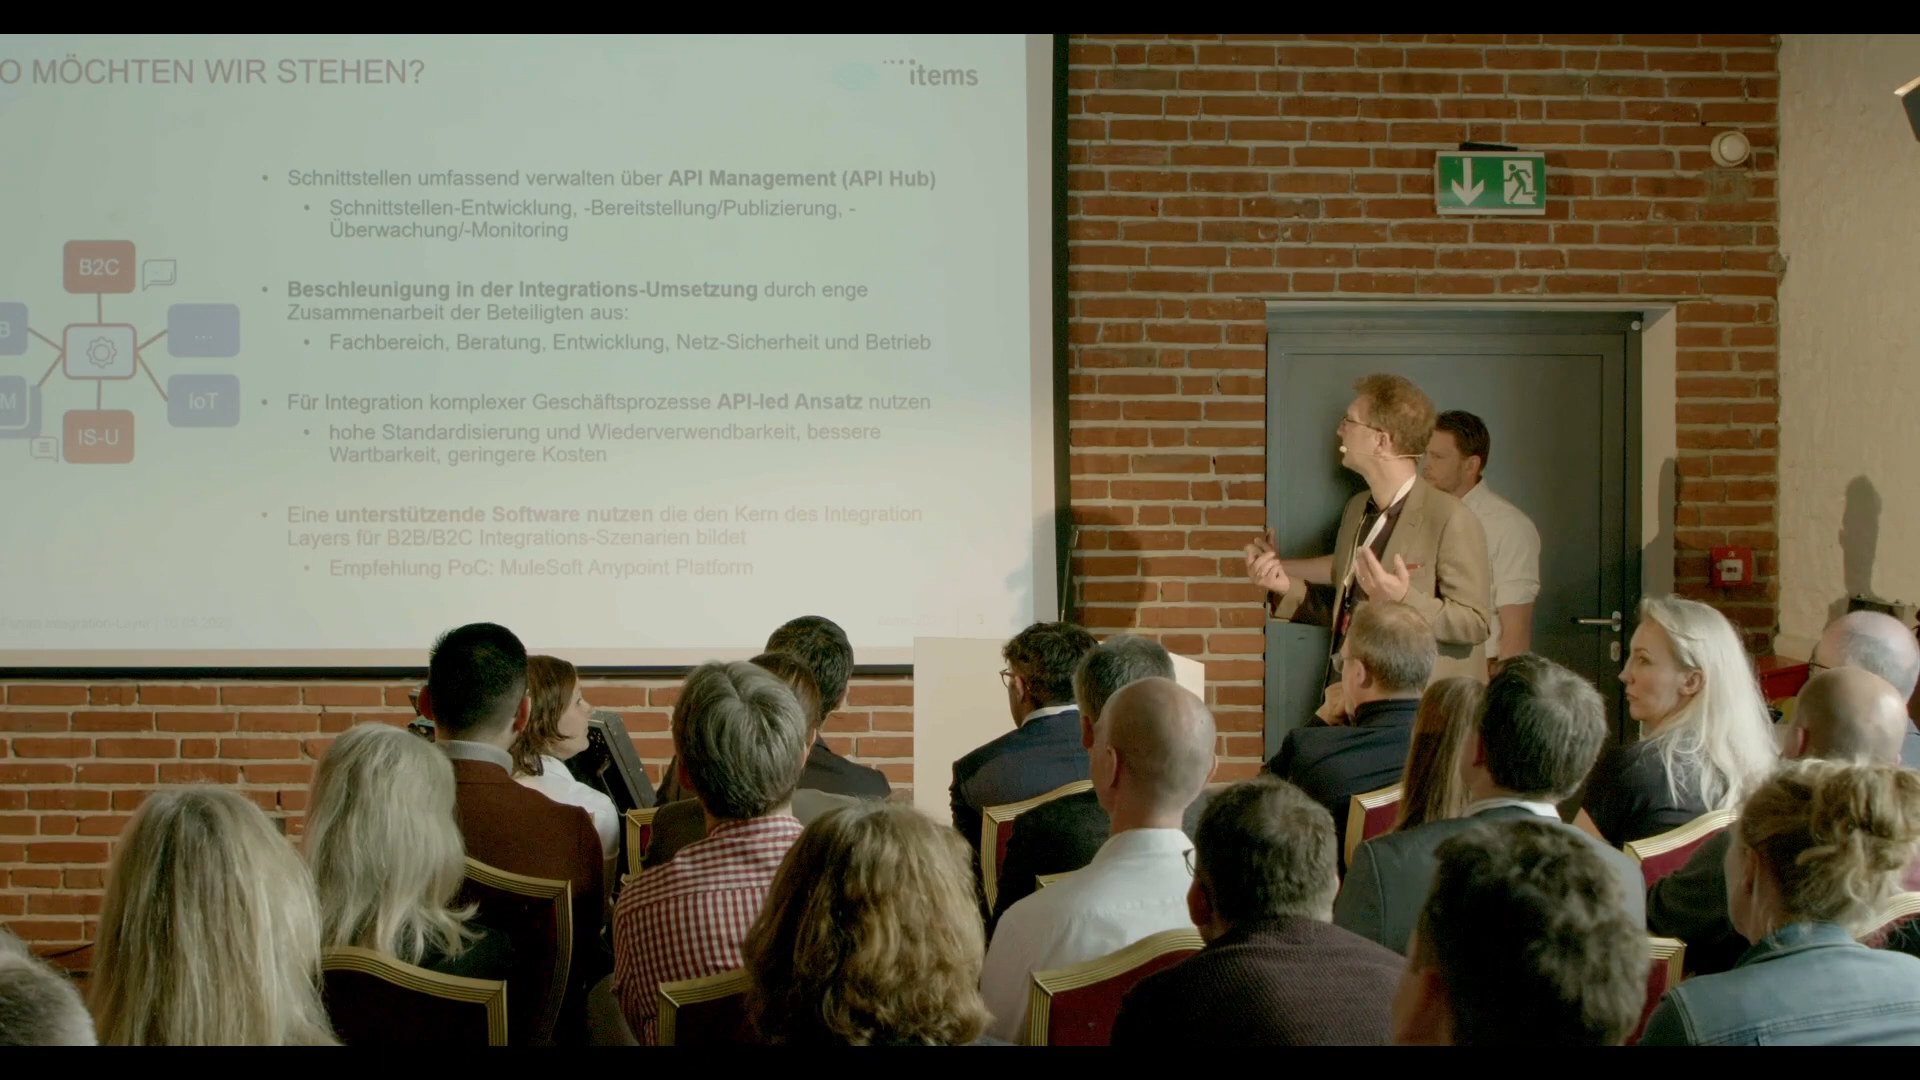 O MÖCHTEN WIR STEHEN?
items
• Schnittstellen umfassend verwalten über API Management (API Hub)
• Schnittstellen-Entwicklung, -Bereitstellung/Publizierung, -
Überwachung/-Monitoring
• Beschleunigung in der Integrations-Umsetzung durch enge
Zusammenarbeit der Beteiligten aus:
• Fachbereich, Beratung, Entwicklung, Netz-Sicherheit und Betrieb
• Für Integration komplexer Geschäftsprozesse API-led Ansatz nutzen
• hohe Standardisierung und Wiederverwendbarkeit, bessere
Wartbarkeit, geringere Kosten
• Eine unterstützende Software nutzen die den Kern des Integration
Layers für B2B/B2C Integrations-Szenarien bildet
• Empfehlung PoC: MuleSoft Anypoint Platform
B2C
B
...
M
IoT
IS-U